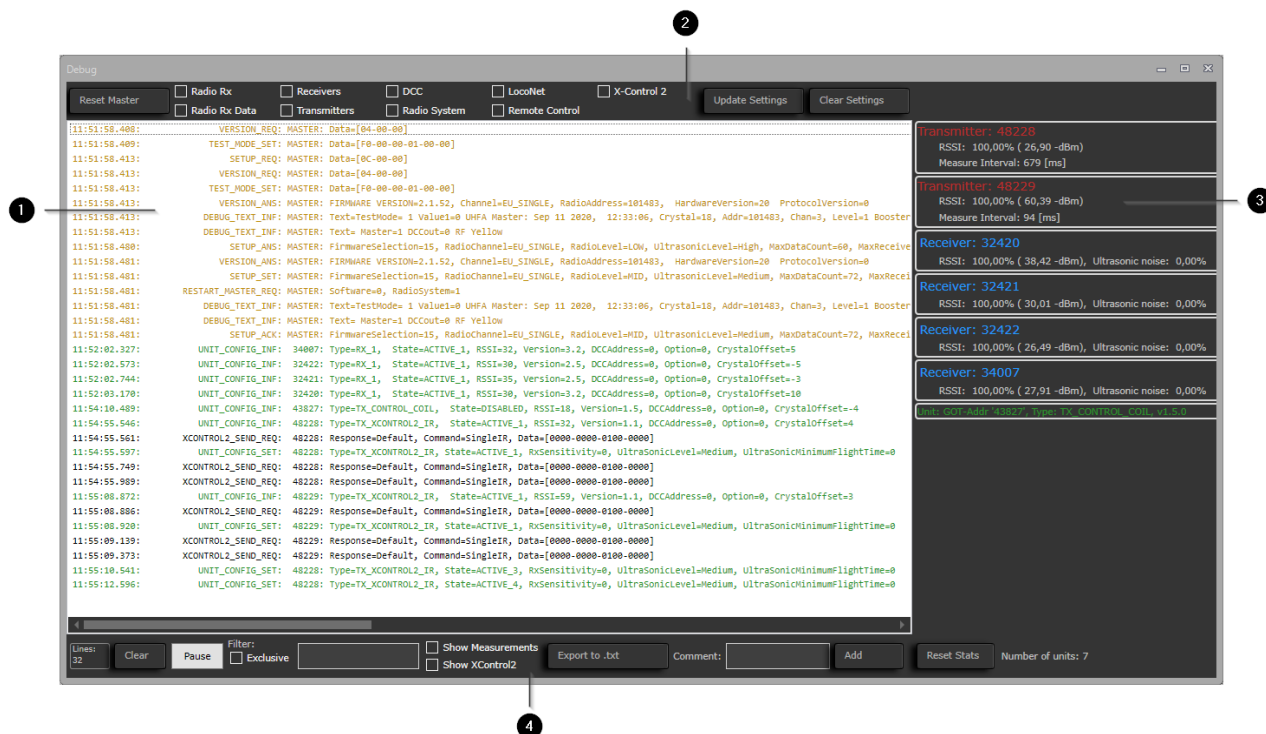 2
Debug
Reset Master
Radio Rx
Receivers
DCC
LocoNet
X-Control 2
Radio Rx Data
Transmitters
Radio System
Remote Control
Update Settings
Clear Settings
11:51:58.408: VERSION_REQ: MASTER: Data=[04-00-00]
11:51:58.409: TEST_MODE_SET: MASTER: Data=[F0-00-00-01-00-00]
11:51:58.413: SETUP_REQ: MASTER: Data=[0C-00-00]
11:51:58.413: VERSION_REQ: MASTER: Data=[04-00-00]
11:51:58.413: TEST_MODE_SET: MASTER: Data=[F0-00-00-01-00-00]
11:51:58.413: VERSION_ANS: MASTER: FIRMWARE VERSION=2.1.52, Channel=EU_SINGLE, RadioAddress=101483, HardwareVersion=20 ProtocolVersion=0
11:51:58.413: DEBUG_TEXT_INF: MASTER: Text=TestMode= 1 Value1=0 UHFA Master: Sep 11 2020, 12:33:06, Crystal=18, Addr=101483, Chan=3, Level=1 Booster
11:51:58.413: DEBUG_TEXT_INF: MASTER: Text= Master=1 DCCout=0 RF Yellow
11:51:58.480: SETUP_ANS: MASTER: FirmwareSelection=15, RadioChannel=EU_SINGLE, RadioLevel=LOW, UltrasonicLevel=High, MaxDataCount=60, MaxReceive
11:51:58.481: VERSION_ANS: MASTER: FIRMWARE VERSION=2.1.52, Channel=EU_SINGLE, RadioAddress=101483, HardwareVersion=20 ProtocolVersion=0
11:51:58.481: SETUP_SET: MASTER: FirmwareSelection=15, RadioChannel=EU_SINGLE, RadioLevel=MID, UltrasonicLevel=Medium, MaxDataCount=72, MaxRecei
11:51:58.481: RESTART_MASTER_REQ: MASTER: Software=0, RadioSystem=1
11:51:58.481: DEBUG_TEXT_INF: MASTER: Text=TestMode= 1 Value1=0 UHFA Master: Sep 11 2020, 12:33:06, Crystal=18, Addr=101483, Chan=3, Level=1 Booster
11:51:58.481: DEBUG_TEXT_INF: MASTER: Text= Master=1 DCCout=0 RF Yellow
11:51:58.481: SETUP_ACK: MASTER: FirmwareSelection=15, RadioChannel=EU_SINGLE, RadioLevel=MID, UltrasonicLevel=Medium, MaxDataCount=72, MaxRecei
11:52:02.327: UNIT_CONFIG_INF: 34007: Type=RX_1, State=ACTIVE_1, RSSI=32, Version=3.2, DCCAddress=0, Option=0, CrystalOffset=5
11:52:02.573: UNIT_CONFIG_INF: 32422: Type=RX_1, State=ACTIVE_1, RSSI=30, Version=2.5, DCCAddress=0, Option=0, CrystalOffset=-5
11:52:02.744: UNIT_CONFIG_INF: 32421: Type=RX_1, State=ACTIVE_1, RSSI=35, Version=2.5, DCCAddress=0, Option=0, CrystalOffset=-3
11:52:03.170: UNIT_CONFIG_INF: 32420: Type=RX_1, State=ACTIVE_1, RSSI=30, Version=3.2, DCCAddress=0, Option=0, CrystalOffset=10
11:54:10.489: UNIT_CONFIG_INF: 43827: Type=TX_CONTROL_COIL, State=DISABLED, RSSI=18, Version=1.5, DCCAddress=0, Option=0, CrystalOffset=-4
11:54:55.546: UNIT_CONFIG_INF: 48228: Type=TX_XCONTROL2_IR, State=ACTIVE_1, RSSI=32, Version=1.1, DCCAddress=0, Option=0, CrystalOffset=4
11:54:55.561: XCONTROL2_SEND_REQ: 48228: Response=Default, Command=SingleIR, Data=[0000-0000-0100-0000]
11:54:55.597: UNIT_CONFIG_SET: 48228: Type=TX_XCONTROL2_IR, State=ACTIVE_1, RxSensitivity=0, UltraSonicLevel=Medium, UltraSonicMinimumFlightTime=0
11:54:55.749: XCONTROL2_SEND_REQ: 48228: Response=Default, Command=SingleIR, Data=[0000-0000-0100-0000]
11:54:55.989: XCONTROL2_SEND_REQ: 48228: Response=Default, Command=SingleIR, Data=[0000-0000-0100-0000]
11:55:08.872: UNIT_CONFIG_INF: 48229: Type=TX_XCONTROL2_IR, State=ACTIVE_1, RSSI=59, Version=1.1, DCCAddress=0, Option=0, CrystalOffset=3
11:55:08.886: XCONTROL2_SEND_REQ: 48229: Response=Default, Command=SingleIR, Data=[0000-0000-0100-0000]
11:55:08.920: UNIT_CONFIG_SET: 48229: Type=TX_XCONTROL2_IR, State=ACTIVE_1, RxSensitivity=0, UltraSonicLevel=Medium, UltraSonicMinimumFlightTime=0
11:55:09.139: XCONTROL2_SEND_REQ: 48229: Response=Default, Command=SingleIR, Data=[0000-0000-0100-0000]
11:55:09.373: XCONTROL2_SEND_REQ: 48229: Response=Default, Command=SingleIR, Data=[0000-0000-0100-0000]
11:55:10.541: UNIT_CONFIG_SET: 48228: Type=TX_XCONTROL2_IR, State=ACTIVE_3, RxSensitivity=0, UltraSonicLevel=Medium, UltraSonicMinimumFlightTime=0
11:55:12.596: UNIT_CONFIG_SET: 48228: Type=TX_XCONTROL2_IR, State=ACTIVE_4, RxSensitivity=0, UltraSonicLevel=Medium, UltraSonicMinimumFlightTime=0
1
Transmitter: 48228
RSSI: 100,00% ( 26,90 -dBm)
Measure Interval: 679 [ms]
Transmitter: 48229
RSSI: 100,00% ( 60,39 -dBm)
Measure Interval: 94 [ms]
3
Receiver: 32420
RSSI: 100,00% ( 38,42 -dBm), Ultrasonic noise: 0,00%
Receiver: 32421
RSSI: 100,00% ( 30,01 -dBm), Ultrasonic noise: 0,00%
Receiver: 32422
RSSI: 100,00% ( 26,49 -dBm), Ultrasonic noise: 0,00%
Receiver: 34007
RSSI: 100,00% ( 27,91 -dBm), Ultrasonic noise: 0,00%
Unit: GOT-Addr '43827', Type: TX_CONTROL_COIL, v1.5.0
Lines:
32
Clear
Pause
Filter:
Exclusive
Show Measurements
Show XControl2
Export to .txt
Comment:
Add
Reset Stats
Number of units: 7
4